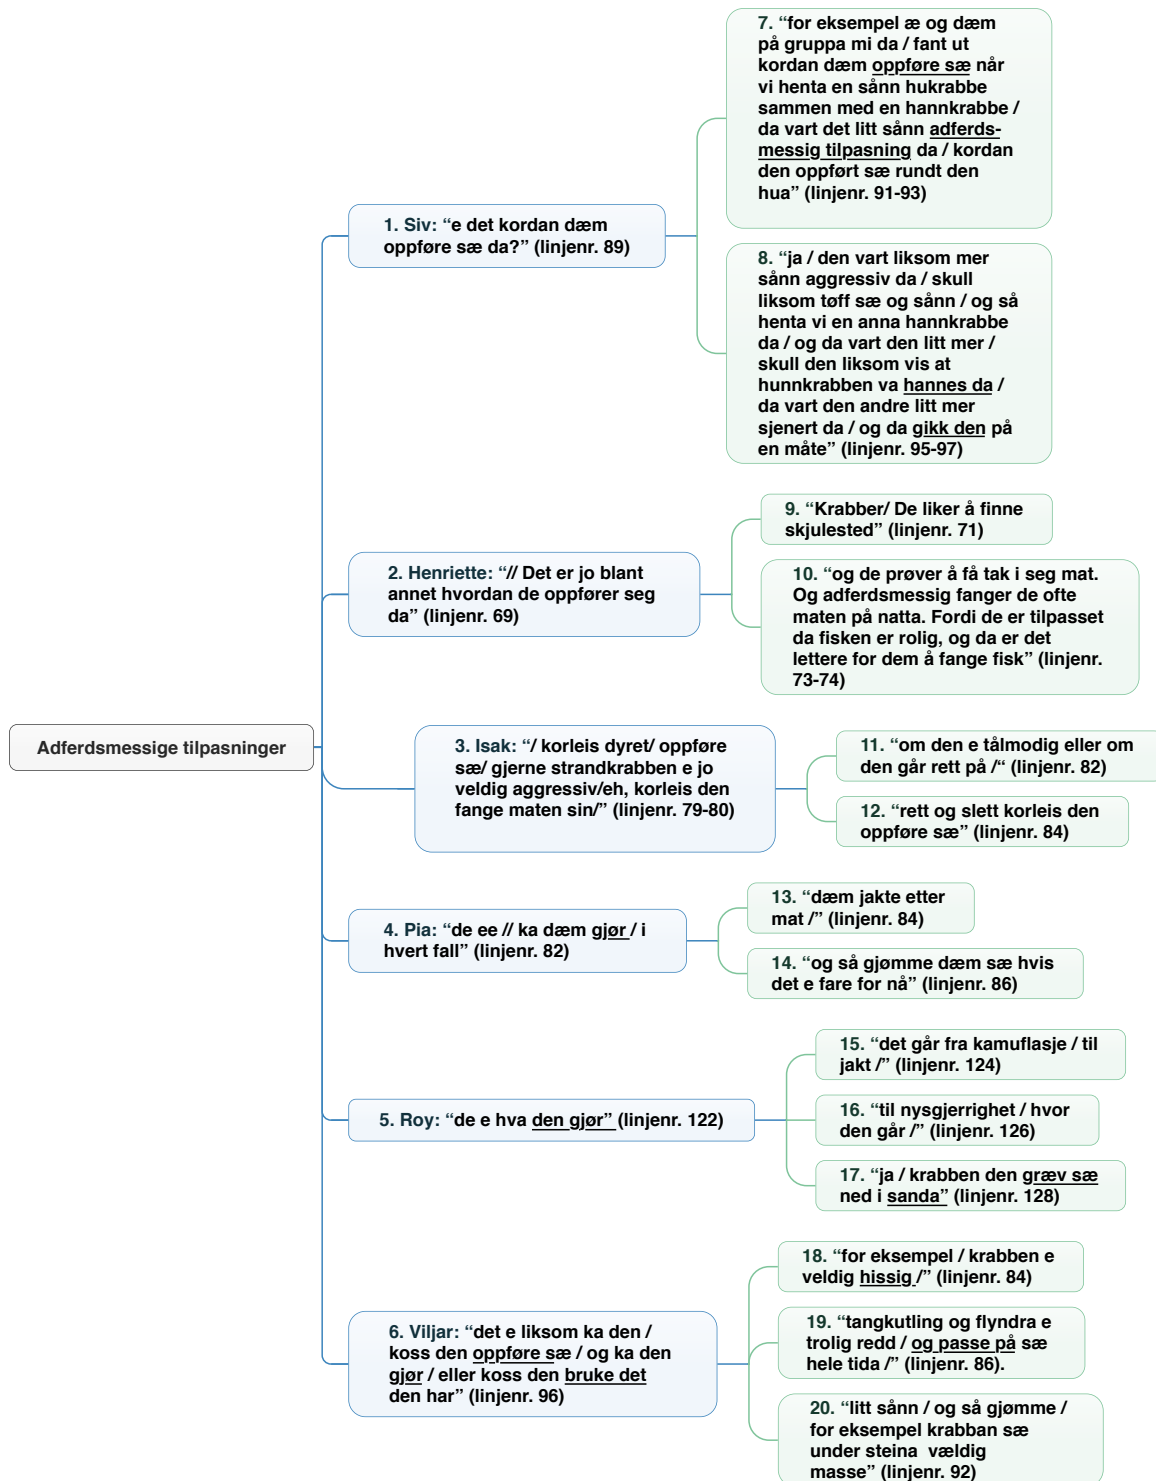 Adferdsmessige tilpasninger
1. Siv: “e det kordan dæm
oppføre sæ da?” (linjenr. 89)
7. “for eksempel æ og dæm
på gruppa mi da / fant ut
kordan dæm oppføre sæ når
vi henta en sånn hukrabbe
sammen med en hannkrabbe /
da vart det litt sånn adferds-
messig tilpasning da / kordan
den oppført sæ rundt den
hua” (linjenr. 91-93)
8. “ja / den vart liksom mer
sånn aggressiv da / skull
liksom tøff sæ og sånn / og så
henta vi en anna hannkrabbe
da / og da vart den litt mer /
skull den liksom vis at
hunnkrabben va hannes da /
da vart den andre litt mer
sjenert da / og da gikk den på
en måte” (linjenr. 95-97)
2. Henriette: “// Det er jo blant
annet hvordan de oppfører seg
da” (linjenr. 69)
9. “Krabber/ De liker å finne
skjulested” (linjenr. 71)
10. “og de prøver å få tak i seg mat.
Og adferdsmessig fanger de ofte
maten på natta. Fordi de er tilpasset
da fisken er rolig, og da er det
lettere for dem å fange fisk” (linjenr.
73-74)
3. Isak: “/ korleis dyret/ oppføre
sæ/ gjerne strandkrabben e jo
veldig aggressiv/eh, korleis den
fange maten sin/” (linjenr. 79-80)
11. “om den e tålmodig eller om
den går rett på /“ (linjenr. 82)
12. “rett og slett korleis den
oppføre sæ” (linjenr. 84)
4. Pia: “de ee // ka dæm gjør / i
hvert fall” (linjenr. 82)
13. “dæm jakte etter
mat /” (linjenr. 84)
14. “og så gjømme dæm sæ hvis
det e fare for nå” (linjenr. 86)
5. Roy: “de e hva den gjør” (linjenr. 122)
15. “det går fra kamuflasje / til
jakt /” (linjenr. 124)
16. “til nysgjerrighet / hvor
den går /” (linjenr. 126)
17. “ja / krabben den græv sæ
ned i sanda” (linjenr. 128)
6. Viljar: “det e liksom ka den /
koss den oppføre sæ / og ka den
gjør / eller koss den bruke det
den har” (linjenr. 96)
18. “for eksempel / krabben e
veldig hissig /” (linjenr. 84)
19. “tangkutling og flyndra e
trolig redd / og passe på sæ
hele tida /” (linjenr. 86).
20. “litt sånn / og så gjømme /
for eksempel krabban sæ
under steina vældig
masse” (linjenr. 92)